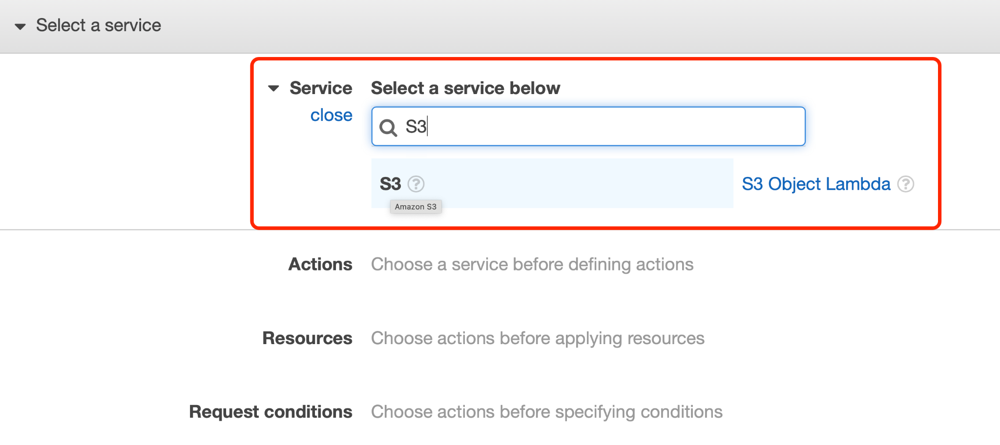 Select a service
Service Select a service below
close
S3
S3 ? S3 Object Lambda ?
Amazon S3
Actions Choose a service before defining actions
Resources Choose actions before applying resources
Request conditions Choose actions before specifying conditions